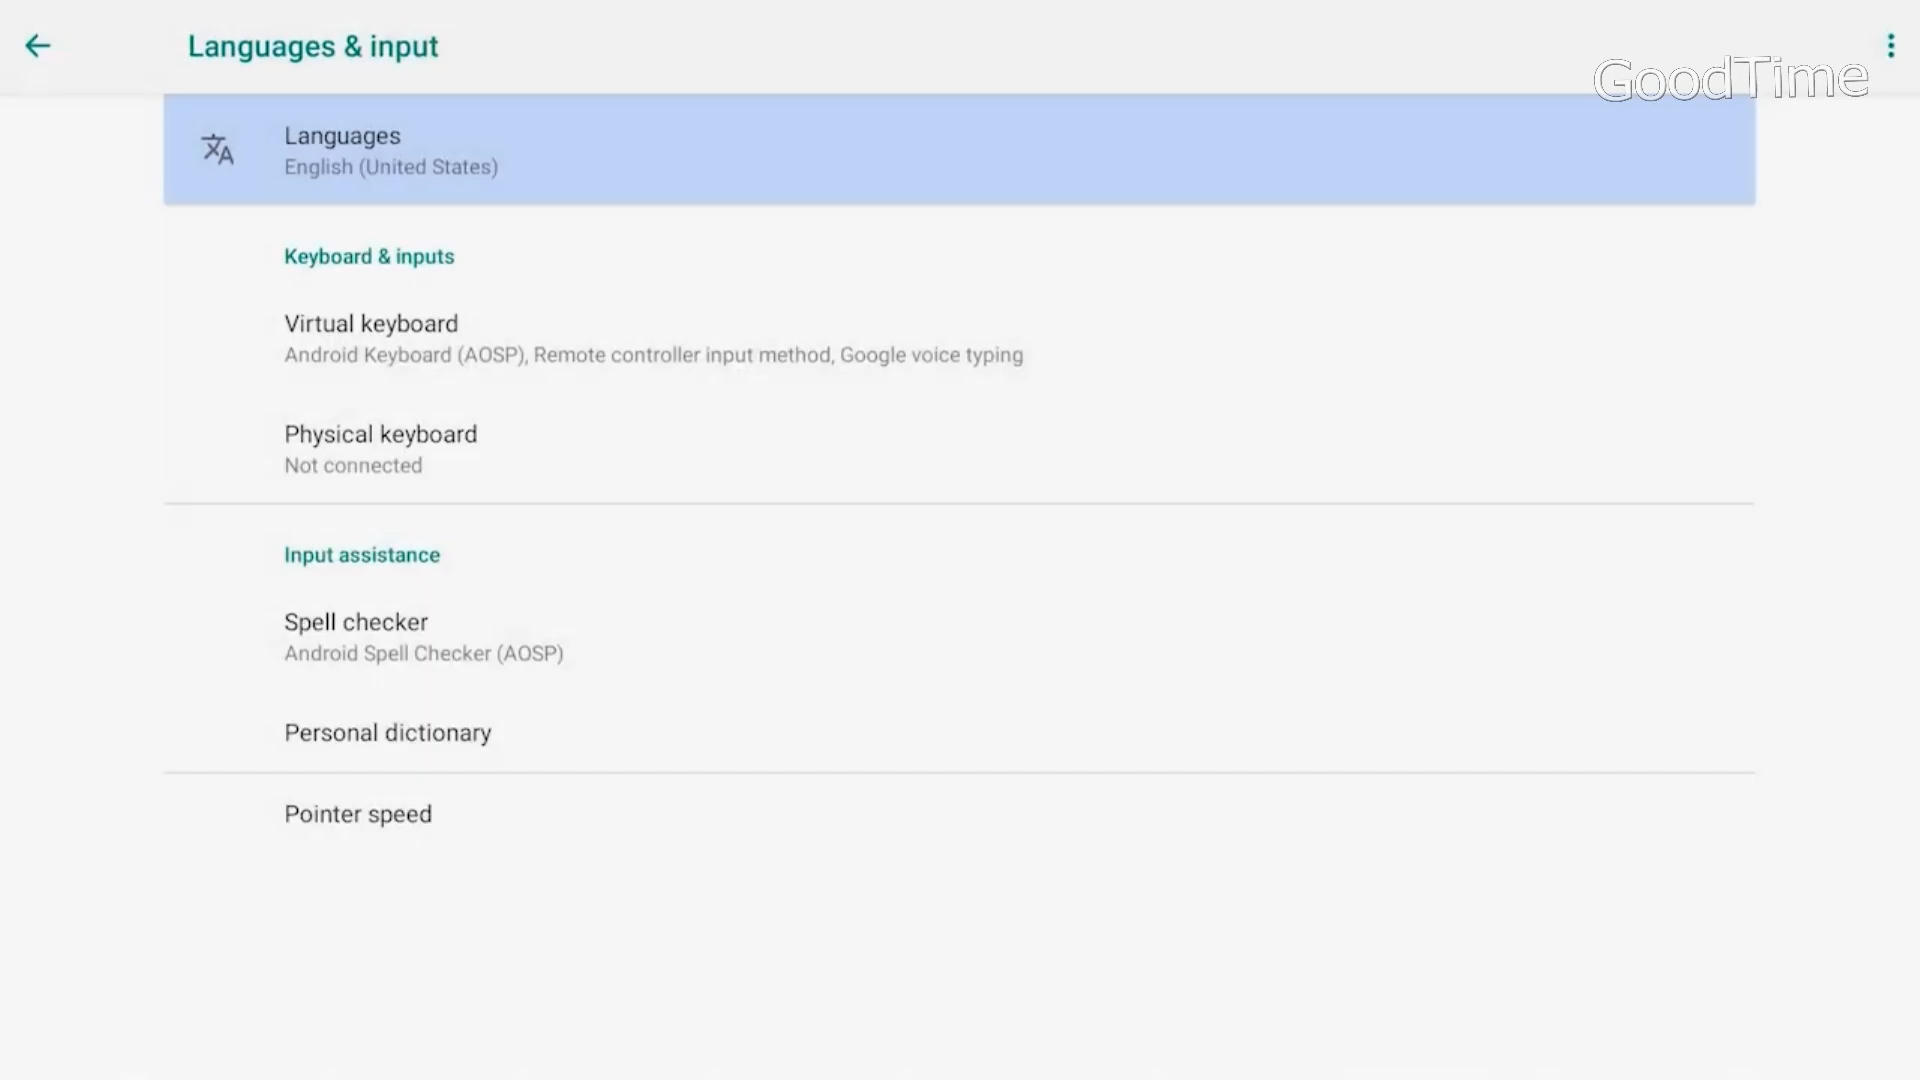 Languages & input
GoodTime
Languages
English (United States)
Keyboard & inputs
Virtual keyboard
Android Keyboard (AOSP), Remote controller input method, Google voice typing
Physical keyboard
Not connected
Input assistance
Spell checker
Android Spell Checker (AOSP)
Personal dictionary
Pointer speed